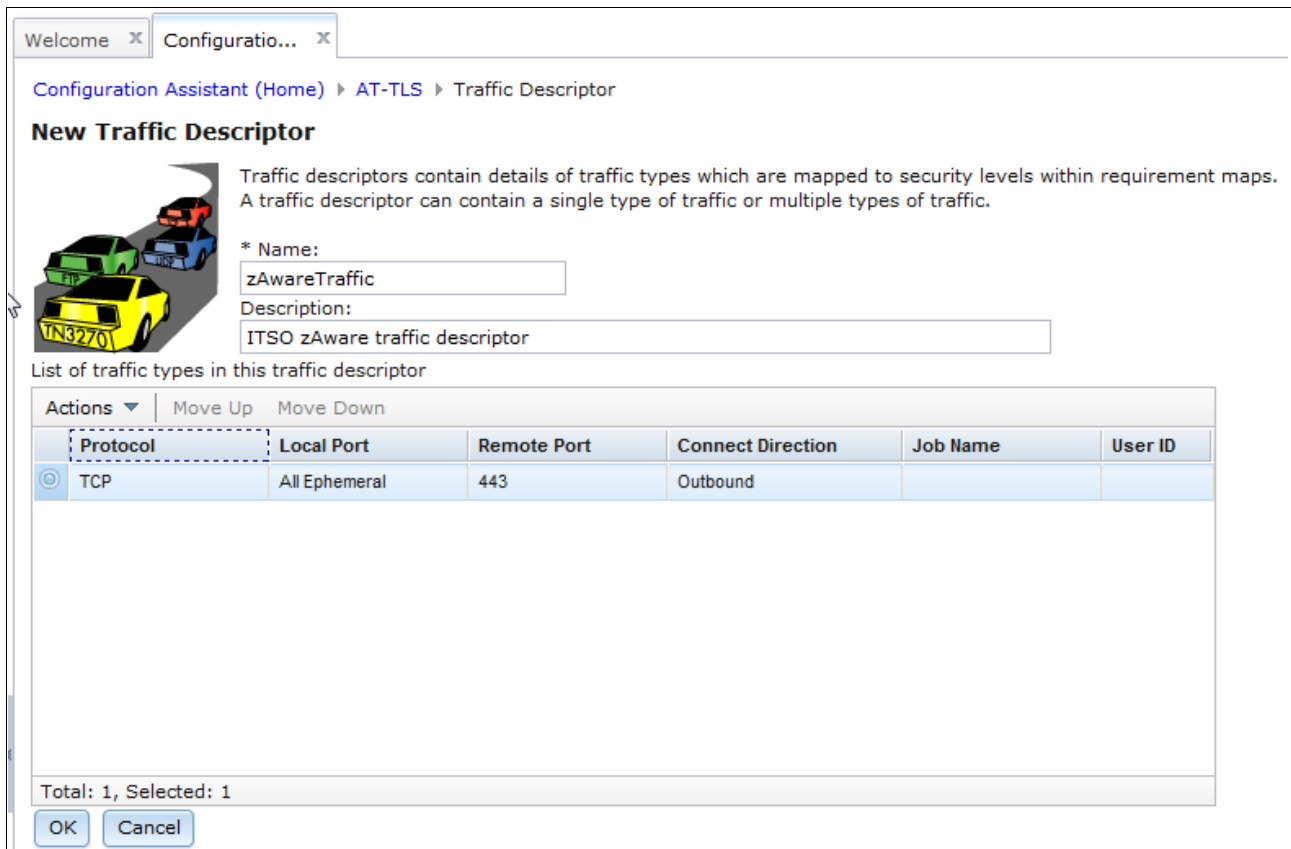 Welcome x Configuratio... x
Configuration Assistant (Home) ▶ AT-TLS ▶ Traffic Descriptor
New Traffic Descriptor
Traffic descriptors contain details of traffic types which are mapped to security levels within requirement maps.
A traffic descriptor can contain a single type of traffic or multiple types of traffic.
* Name:
zAwareTraffic
Description:
ITSO zAware traffic descriptor
UDP
FTP
TN3270
List of traffic types in this traffic descriptor
Actions Move Up Move Down
Protocol Local Port Remote Port Connect Direction Job Name User ID
TCP All Ephemeral 443 Outbound
Total: 1, Selected: 1
OK Cancel